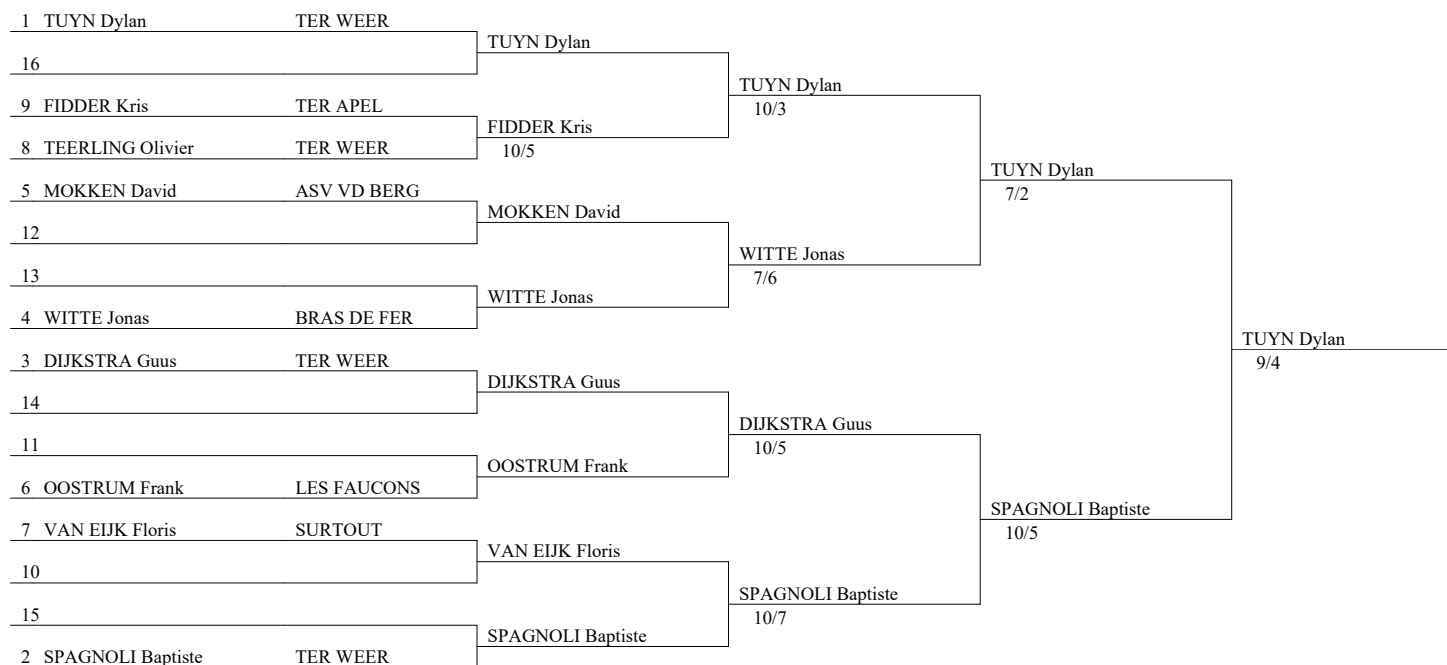 1 TUYN Dylan TER WEER
16
9 FIDDER Kris TER APEL
8 TEERLING Olivier TER WEER
5 MOKKEN David ASV VD BERG
12
13
4 WITTE Jonas BRAS DE FER
3 DIJKSTRA Guus TER WEER
14
11
6 OOSTRUM Frank LES FAUCONS
7 VAN EIJK Floris SURTOUT
10
15
2 SPAGNOLI Baptiste TER WEER
TUYN Dylan
FIDDER Kris
10/5
MOKKEN David
WITTE Jonas
DIJKSTRA Guus
OOSTRUM Frank
VAN EIJK Floris
SPAGNOLI Baptiste
TUYN Dylan
10/3
WITTE Jonas
7/6
DIJKSTRA Guus
10/5
SPAGNOLI Baptiste
10/7
TUYN Dylan
7/2
SPAGNOLI Baptiste
10/5
TUYN Dylan
9/4